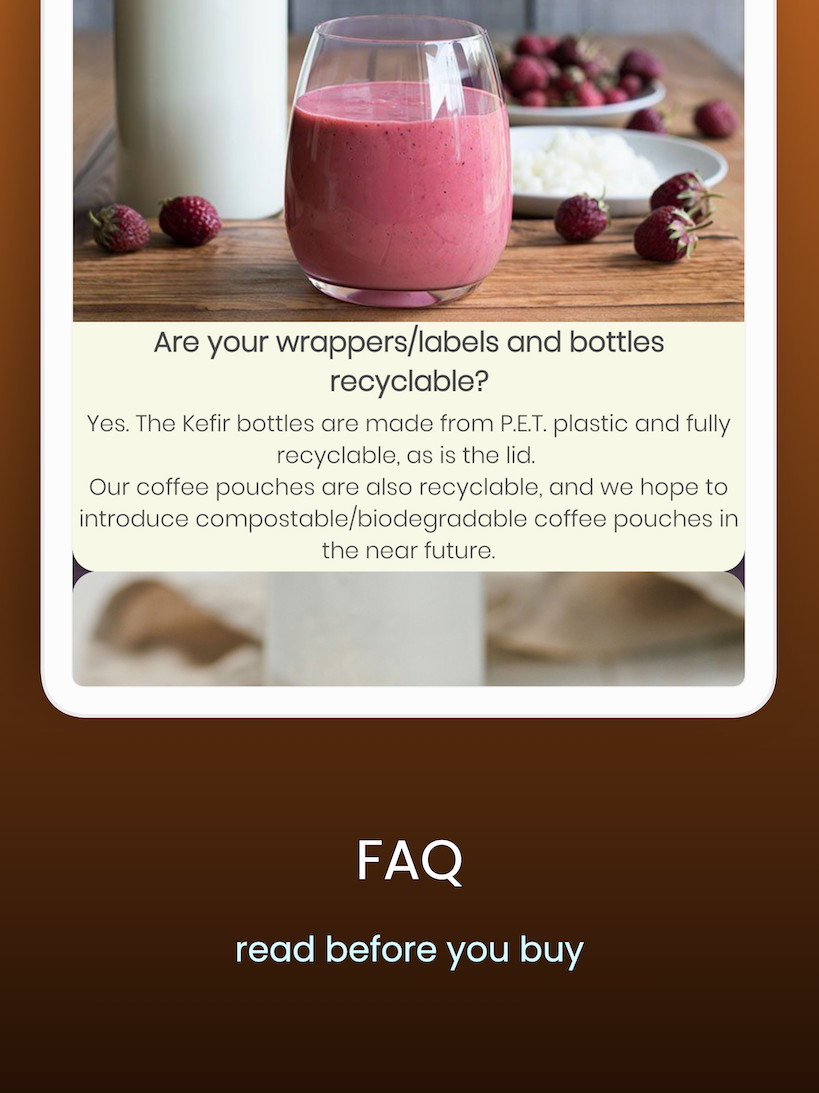 Are your wrappers/labels and bottles
recyclable?
Yes. The Kefir bottles are made from P.E.T. plastic and fully
recyclable, as is the lid.
Our coffee pouches are also recyclable, and we hope to
introduce compostable/biodegradable coffee pouches in
the near future.
FAQ
read before you buy